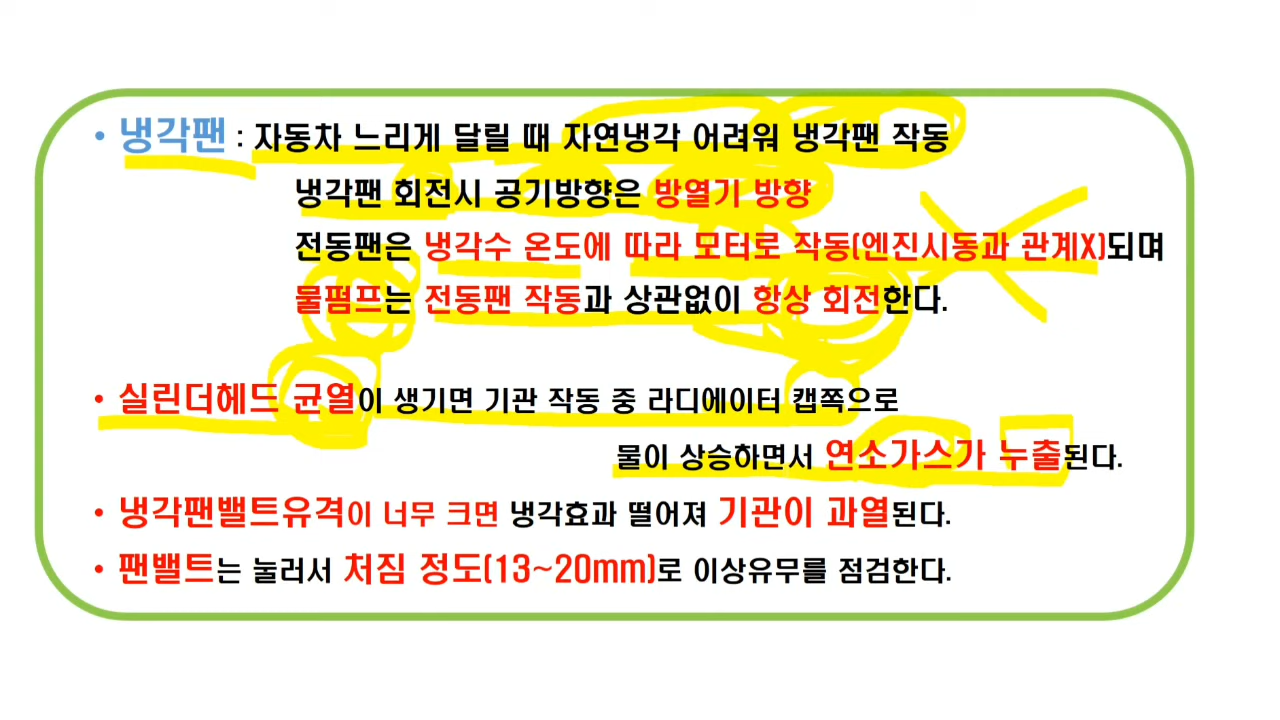 • 냉각팬 : 자동차 느리게 달릴 때 자연냉각 어려워 냉각팬 작동
냉각팬 회전시 공기방향은 방열기 방향
전동팬은 냉각수 온도에 따라 모터로 작동(엔진시동과 관계X)되며
물펌프는 전동팬 작동과 상관없이 항상 회전한다.
• 실린더헤드 균열이 생기면 기관 작동 중 라디에이터 캡쪽으로
물이 상승하면서 연소가스가 누출된다.
• 냉각팬밸트유격이 너무 크면 냉각효과 떨어져 기관이 과열된다.
• 팬밸트는 눌러서 처짐 정도(13~20mm)로 이상유무를 점검한다.